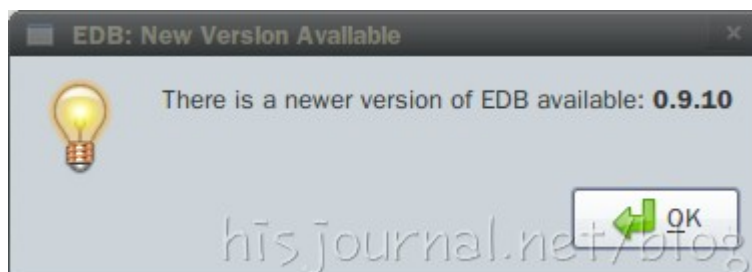 EDB: New Version Available
There is a newer version of EDB available: 0.9.10
OK
hisjournal.net/blog